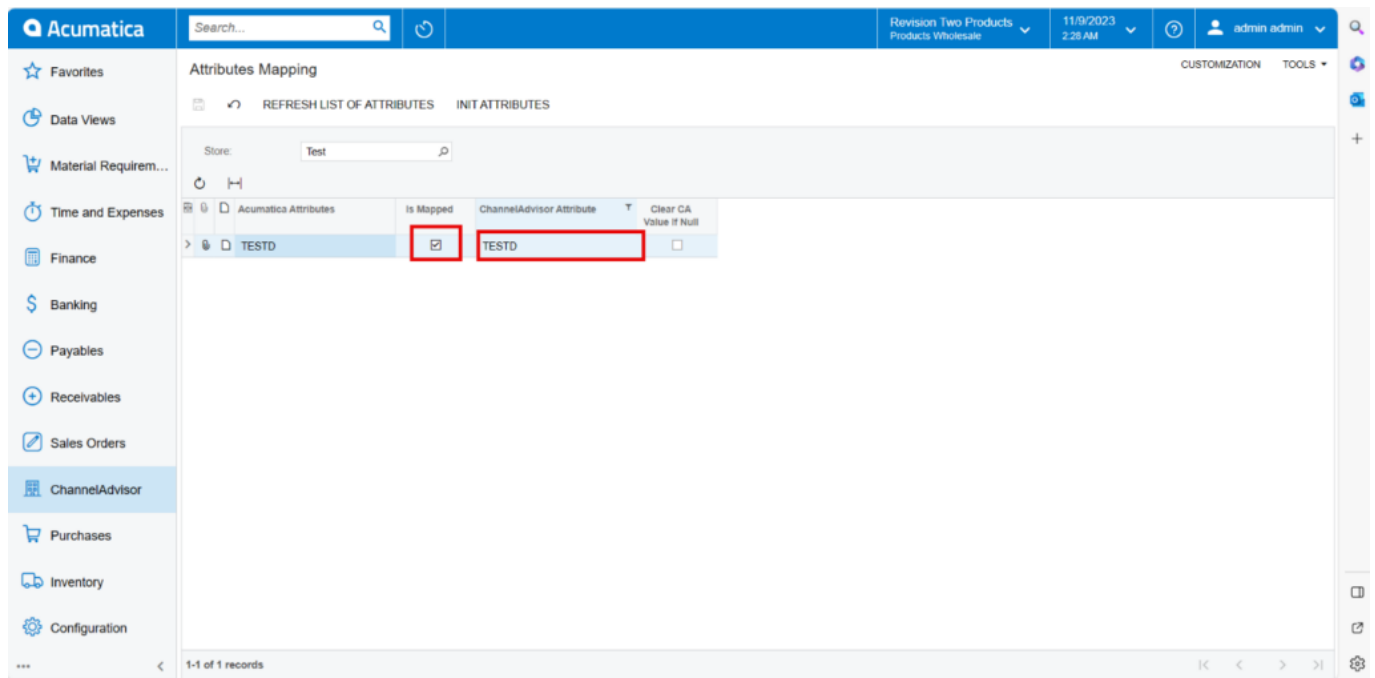 Acumatica
Search...
Revision Two Products
Products Wholesale
11/9/2023
2:28 AM
admin admin
Favorites
Data Views
Material Requirem...
Time and Expenses
Finance
Banking
Payables
Receivables
Sales Orders
ChannelAdvisor
Purchases
Inventory
Configuration
Attributes Mapping
CUSTOMIZATION TOOLS
REFRESH LIST OF ATTRIBUTES INIT ATTRIBUTES
Store: Test
Acumatica Attributes Is Mapped ChannelAdvisor Attribute Clear CA
Value If Null
TESTD TESTD
1-1 of 1 records